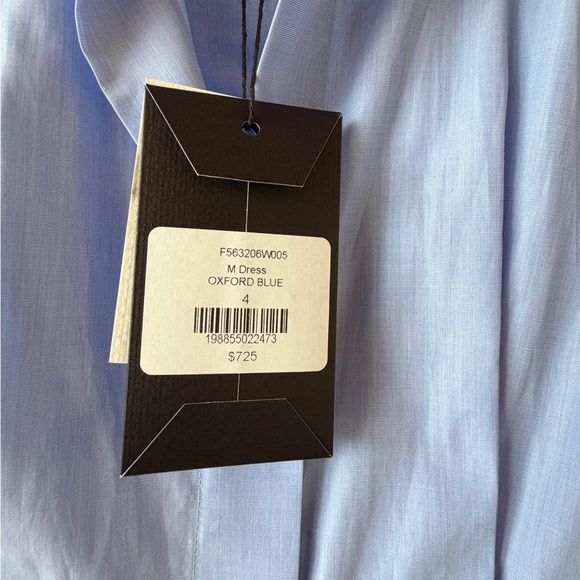 F563206W005
M Dress
OXFORD BLUE
4
198855022473
$725